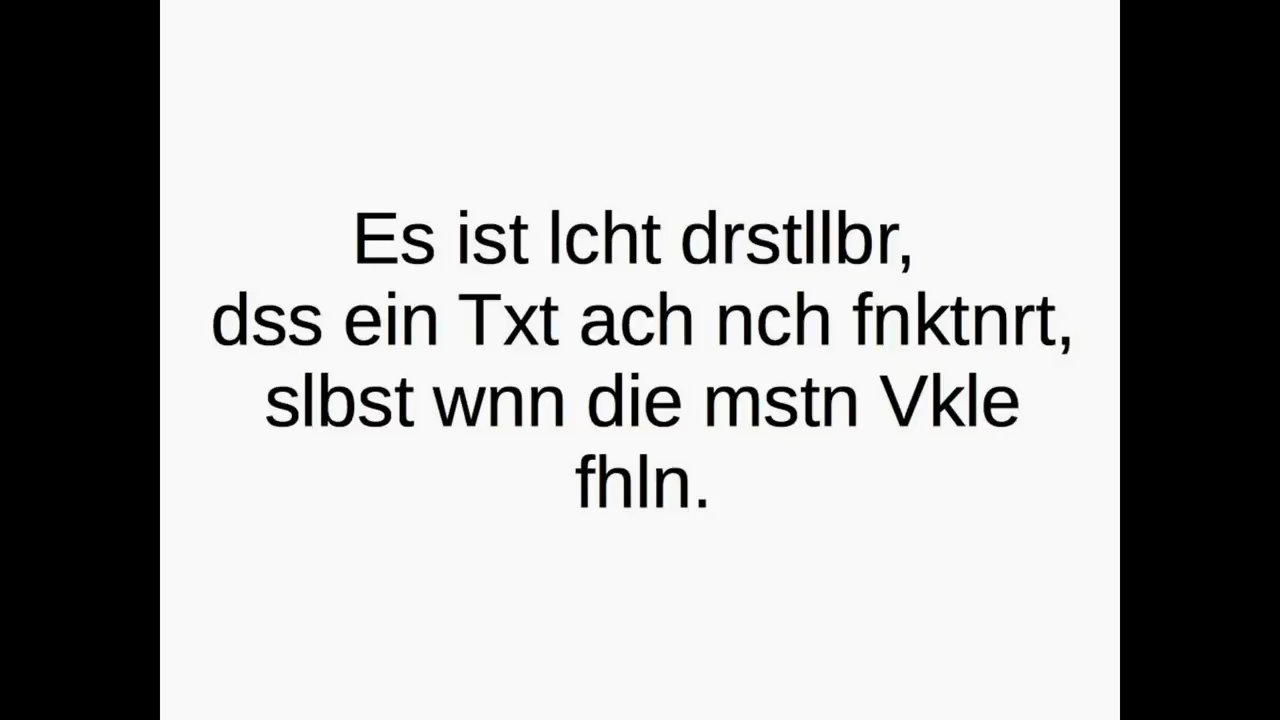 Es ist lcht drstllbr,
dss ein Txt ach nch fnktnrt,
slbst wnn die mstn Vkle
fhln.